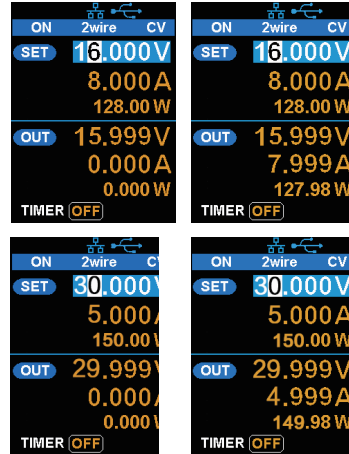 ON 2wire CV
SET 16.000V
8.000A
128.00 W
OUT 15.999V
0.000A
0.000 W
TIMER OFF
ON 2wire CV
SET 16.000V
8.000A
128.00 W
OUT 15.999V
7.999A
127.98 W
TIMER OFF
ON 2wire C
SET 30.000V
5.000A
150.00 W
OUT 29.999V
0.000A
0.000 W
TIMER OFF
ON 2wire CV
SET 30.000V
5.000A
150.00 W
OUT 29.999V
4.999A
149.98 W
TIMER OFF